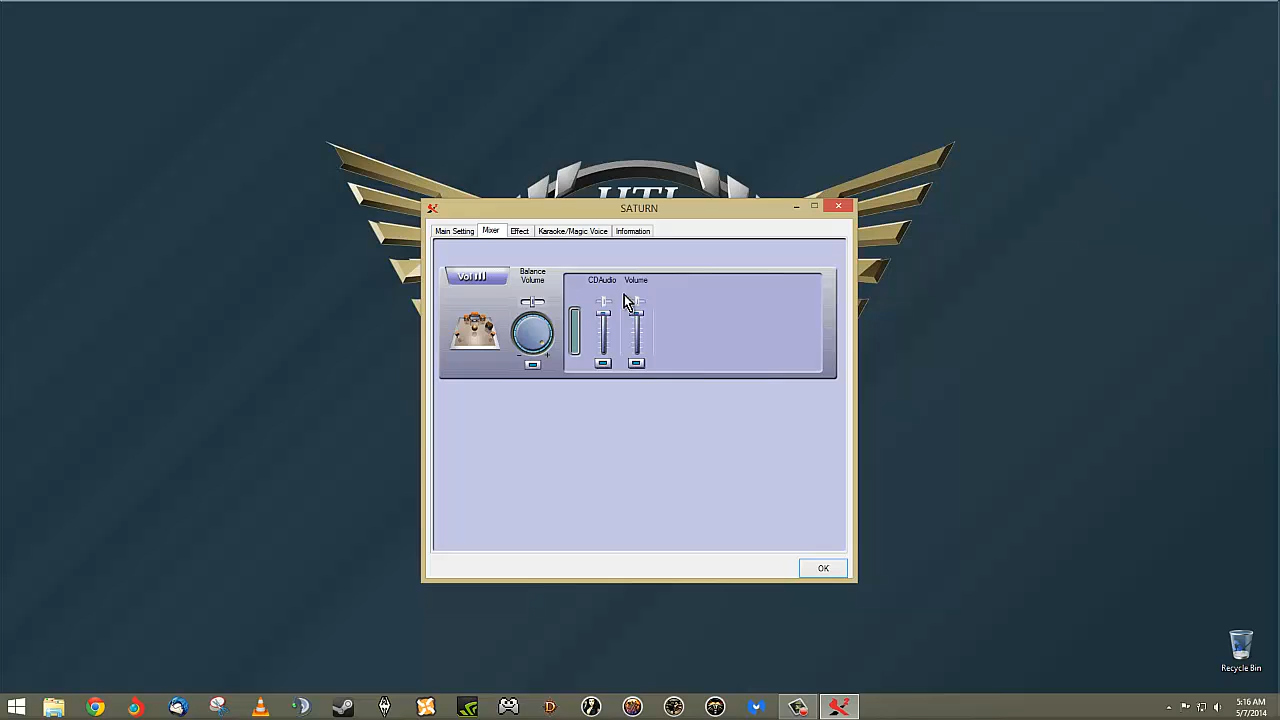 SATURN
Main Setting
Mixer
Effect
Karaoke/Magic Voice
Information
Vol
Balance
Volume
CDAudio
Volume
- +
OK
Recycle Bin
5:16 AM
5/7/2014